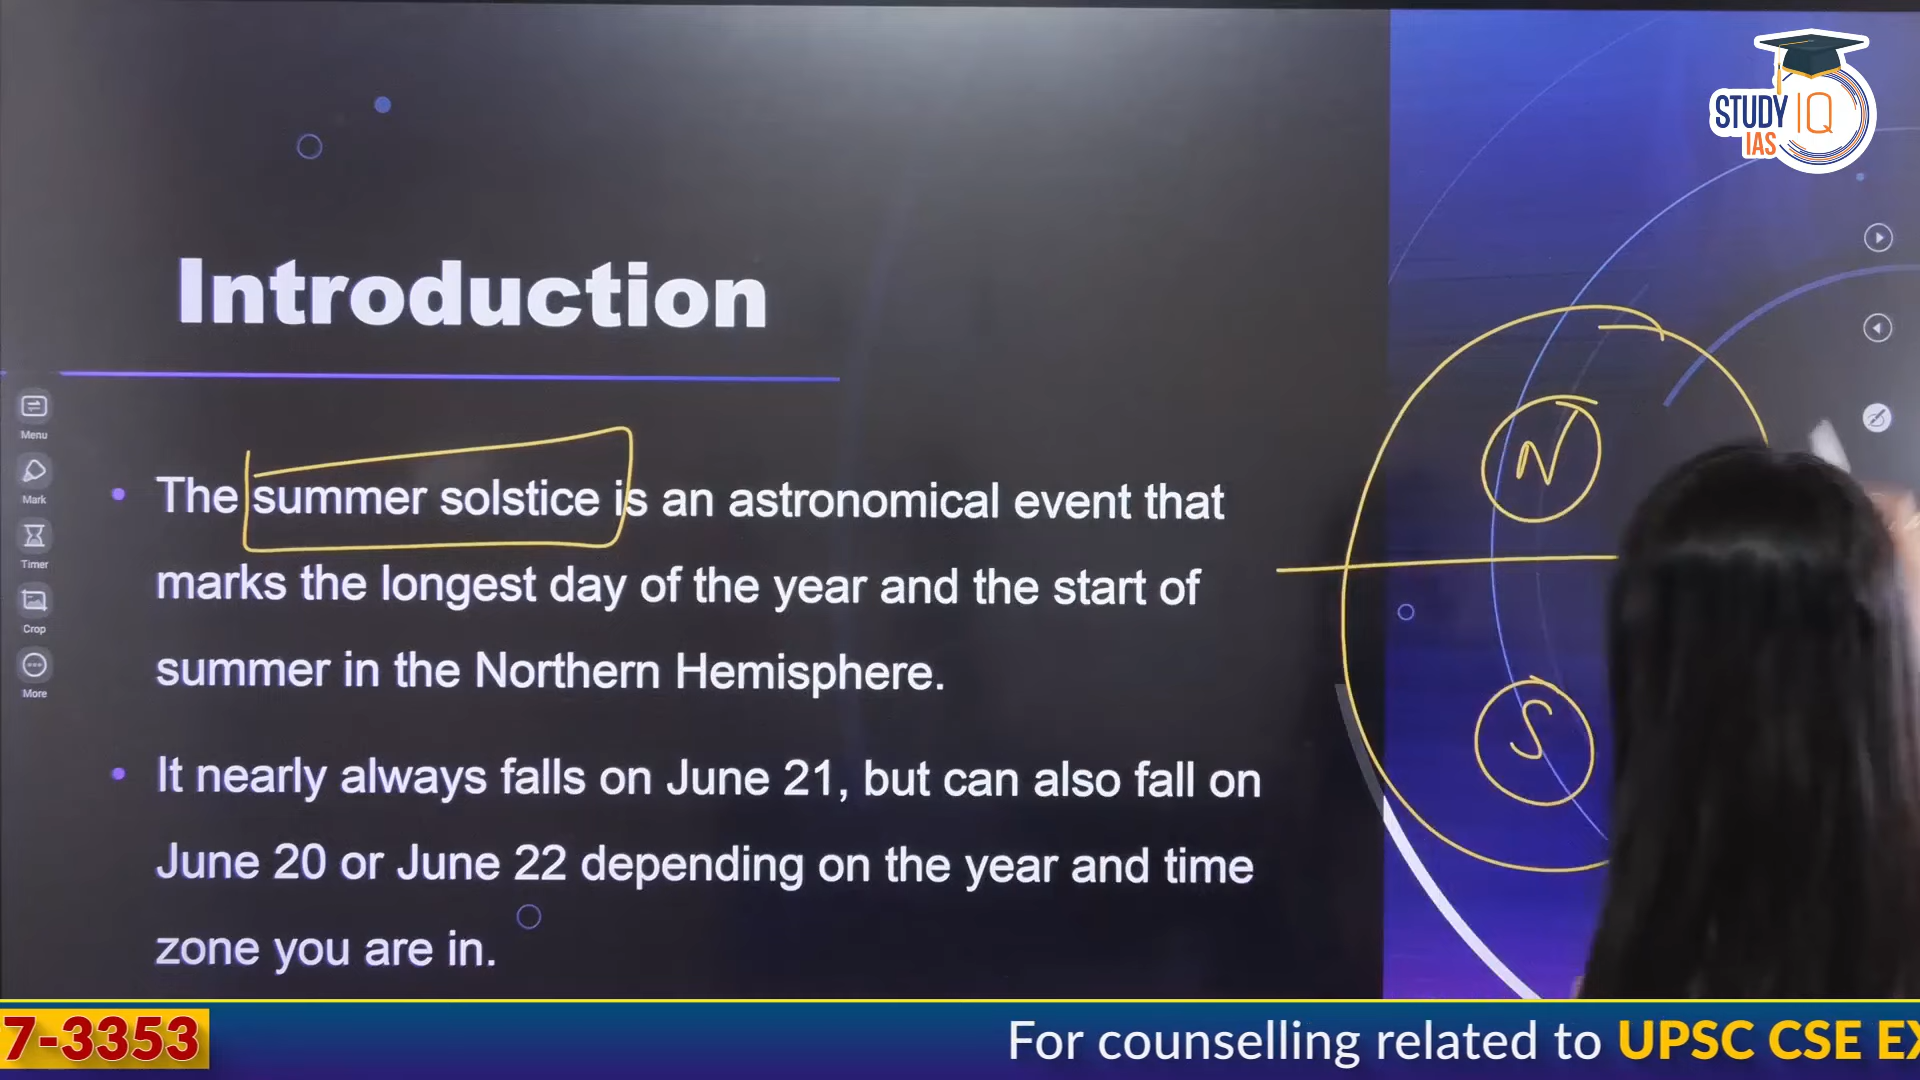 STUDY IQ
IAS
Introduction
Menu
Mark
Timer
Crop
More
The summer solstice is an astronomical event that
marks the longest day of the year and the start of
summer in the Northern Hemisphere.
It nearly always falls on June 21, but can also fall on
June 20 or June 22 depending on the year and time
zone you are in.
N
S
7-3353
For counselling related to UPSC CSE EX